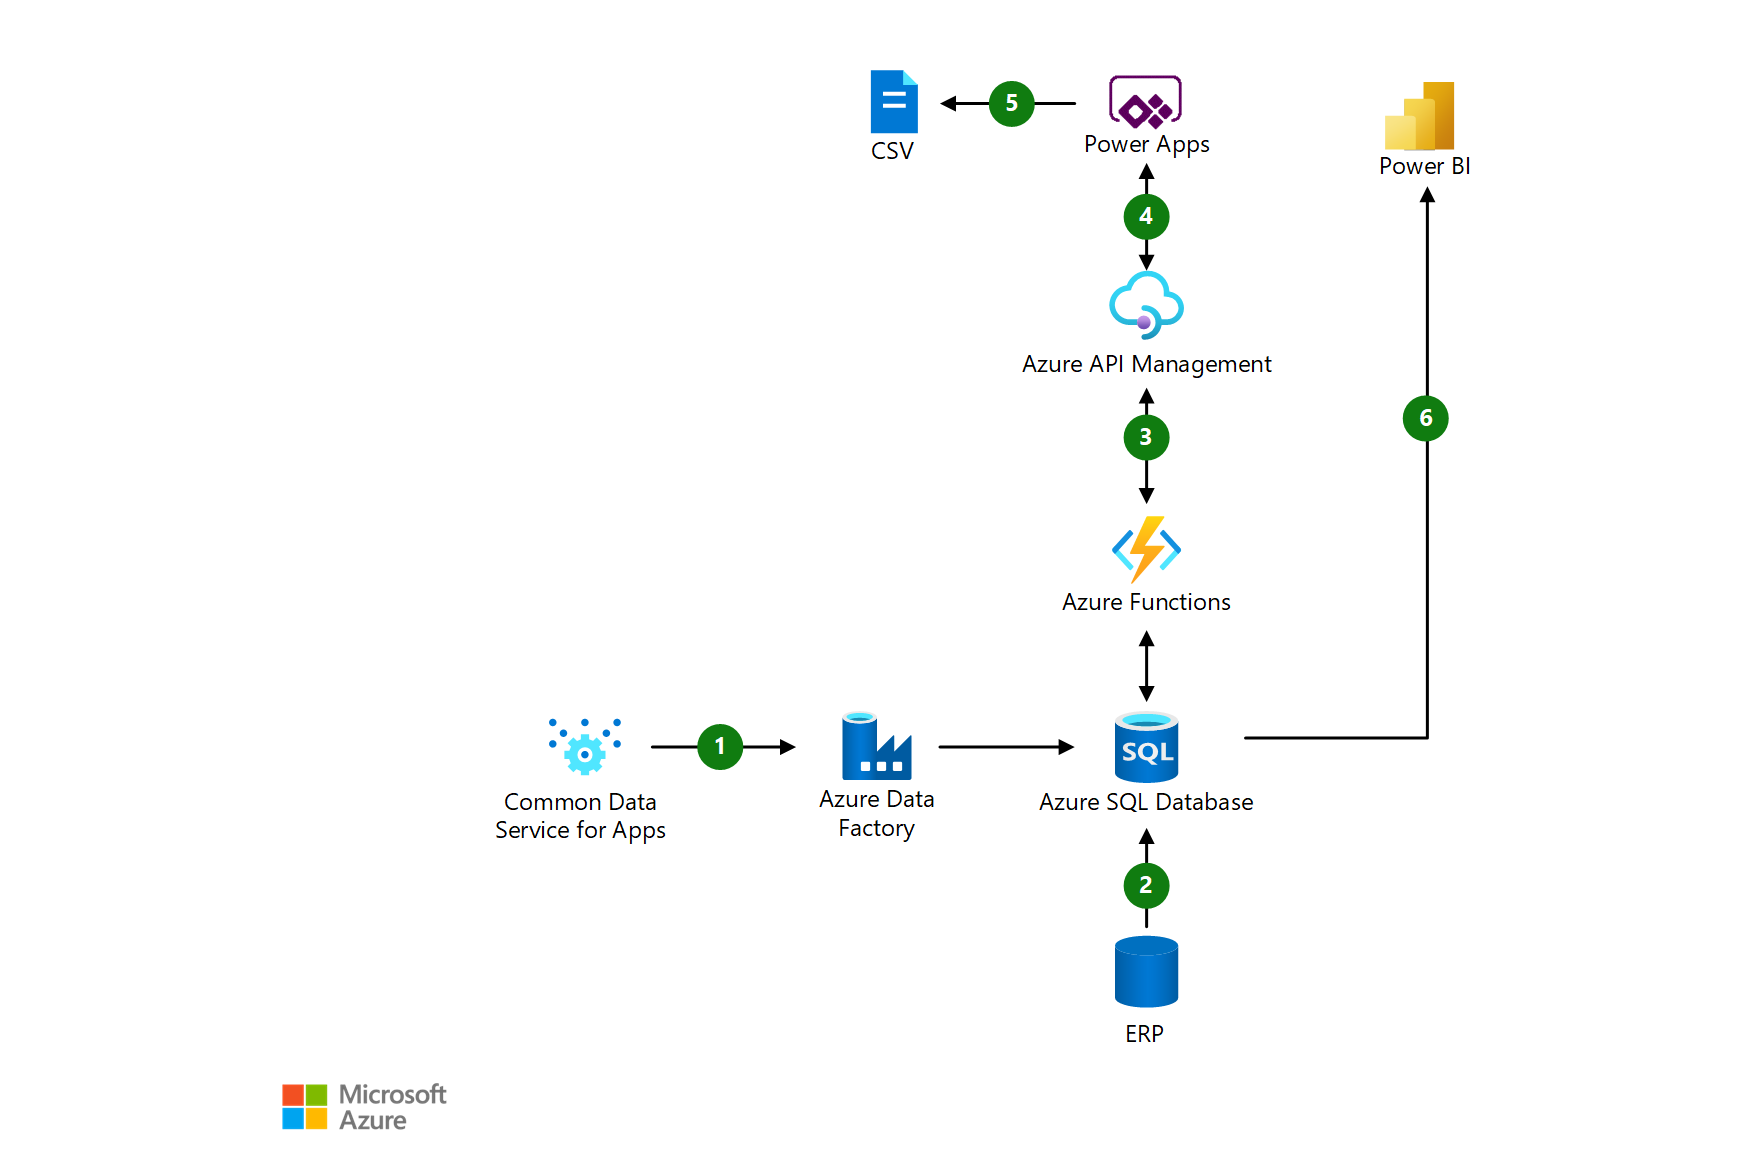 5
CSV
Power Apps
Power BI
4
Azure API Management
3
6
Azure Functions
1
SQL
Common Data
Service for Apps
Azure Data
Factory
Azure SQL Database
2
ERP
Microsoft
Azure